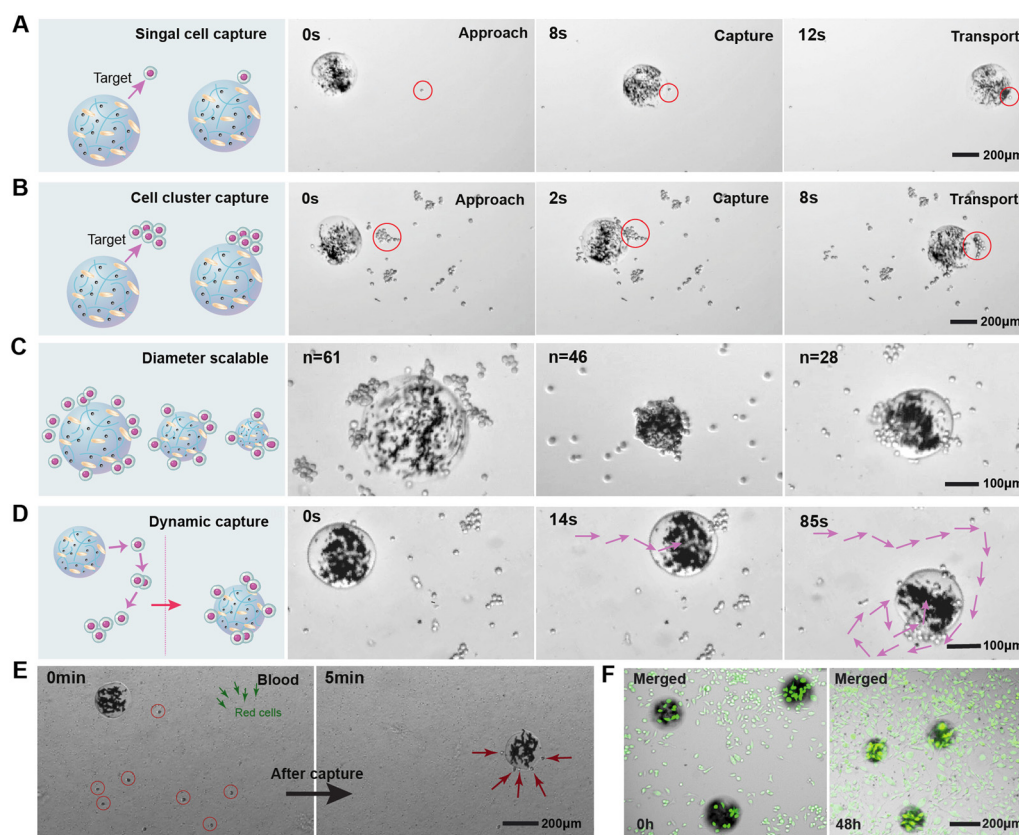 A
Singal cell capture
Target
0s
Approach
8s
Capture
12s
Transport
200μm
B
Cell cluster capture
Target
0s
Approach
2s
Capture
8s
Transport
200μm
C
Diameter scalable
n=61
n=46
n=28
100μm
D
Dynamic capture
0s
14s
85s
100μm
E
0min
Blood
Red cells
After capture
5min
200μm
F
Merged
0h
Merged
48h
200μm